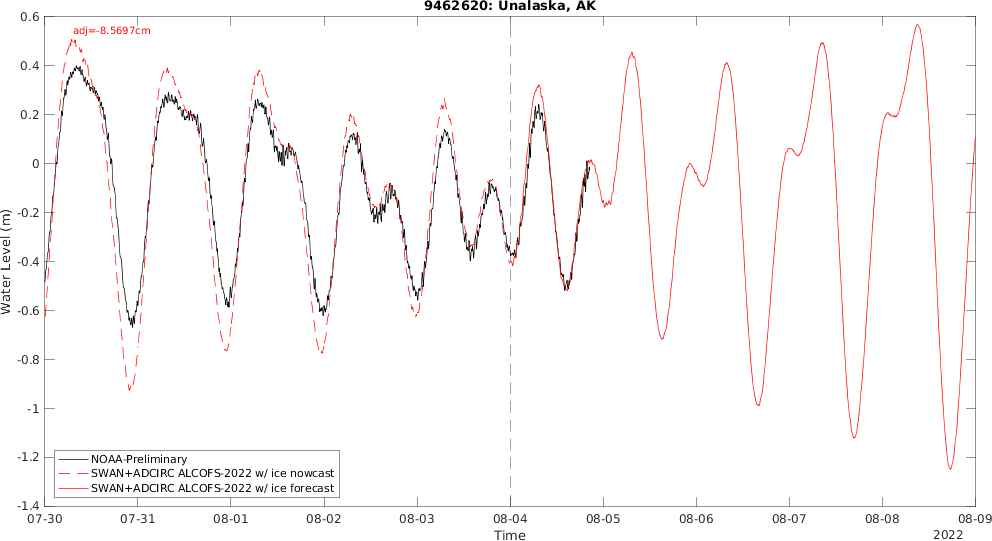 9462620: Unalaska, AK
adj=-8.5697cm
Water Level (m)
0.6
0.4
0.2
0
-0.2
-0.4
-0.6
-0.8
-1
-1.2
-1.4
NOAA-Preliminary
SWAN+ADCIRC ALCOFS-2022 w/ ice nowcast
SWAN+ADCIRC ALCOFS-2022 w/ ice forecast
07-30 07-31 08-01 08-02 08-03 08-04 08-05 08-06 08-07 08-08 08-09
Time
2022